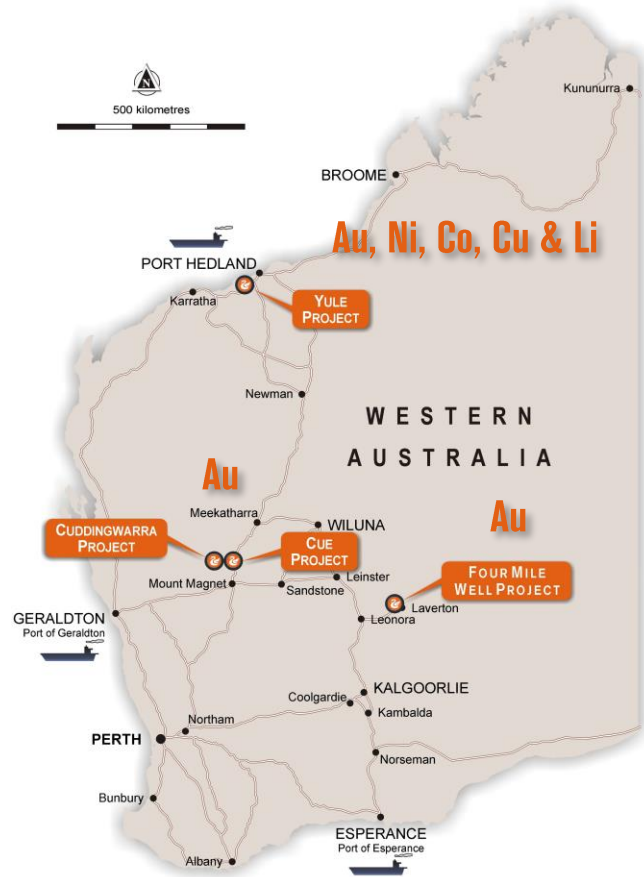 N
500 kilometres
Kununurra
BROOME
Au, Ni, Co, Cu & Li
PORT HEDLAND
Karratha
&
YULE
PROJECT
Newman
WESTERN
AUSTRALIA
Au
Au
Meekatharra
WILUNA
CUDDINGWARRA
PROJECT
&
&
CUE
PROJECT
Mount Magnet
Sandstone
Leinster
FOUR MILE
WELL PROJECT
&
Laverton
Leonora
GERALDTON
Port of Geraldton
KALGOORLIE
Coolgardie
Kambalda
Northam
PERTH
Norseman
Bunbury
ESPERANCE
Port of Esperance
Albany